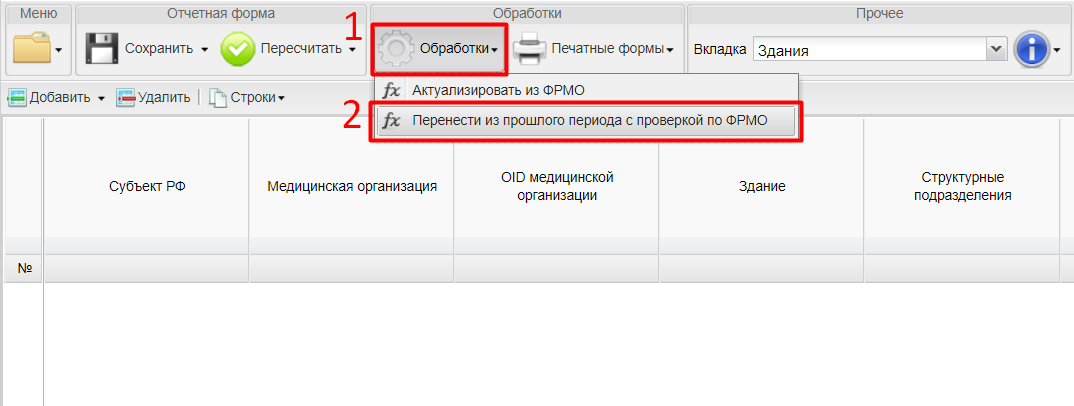 Меню
Отчетная форма
Обработки
Прочее
1
Сохранить
Пересчитать
Обработки
Печатные формы
Вкладка
Здания
fx Актуализировать из ФРМО
Добавить
Удалить
Строки
2
fx Перенести из прошлого периода с проверкой по ФРМО
Субъект РФ
Медицинская организация
OID медицинской
организации
Здание
Структурные
подразделения
№